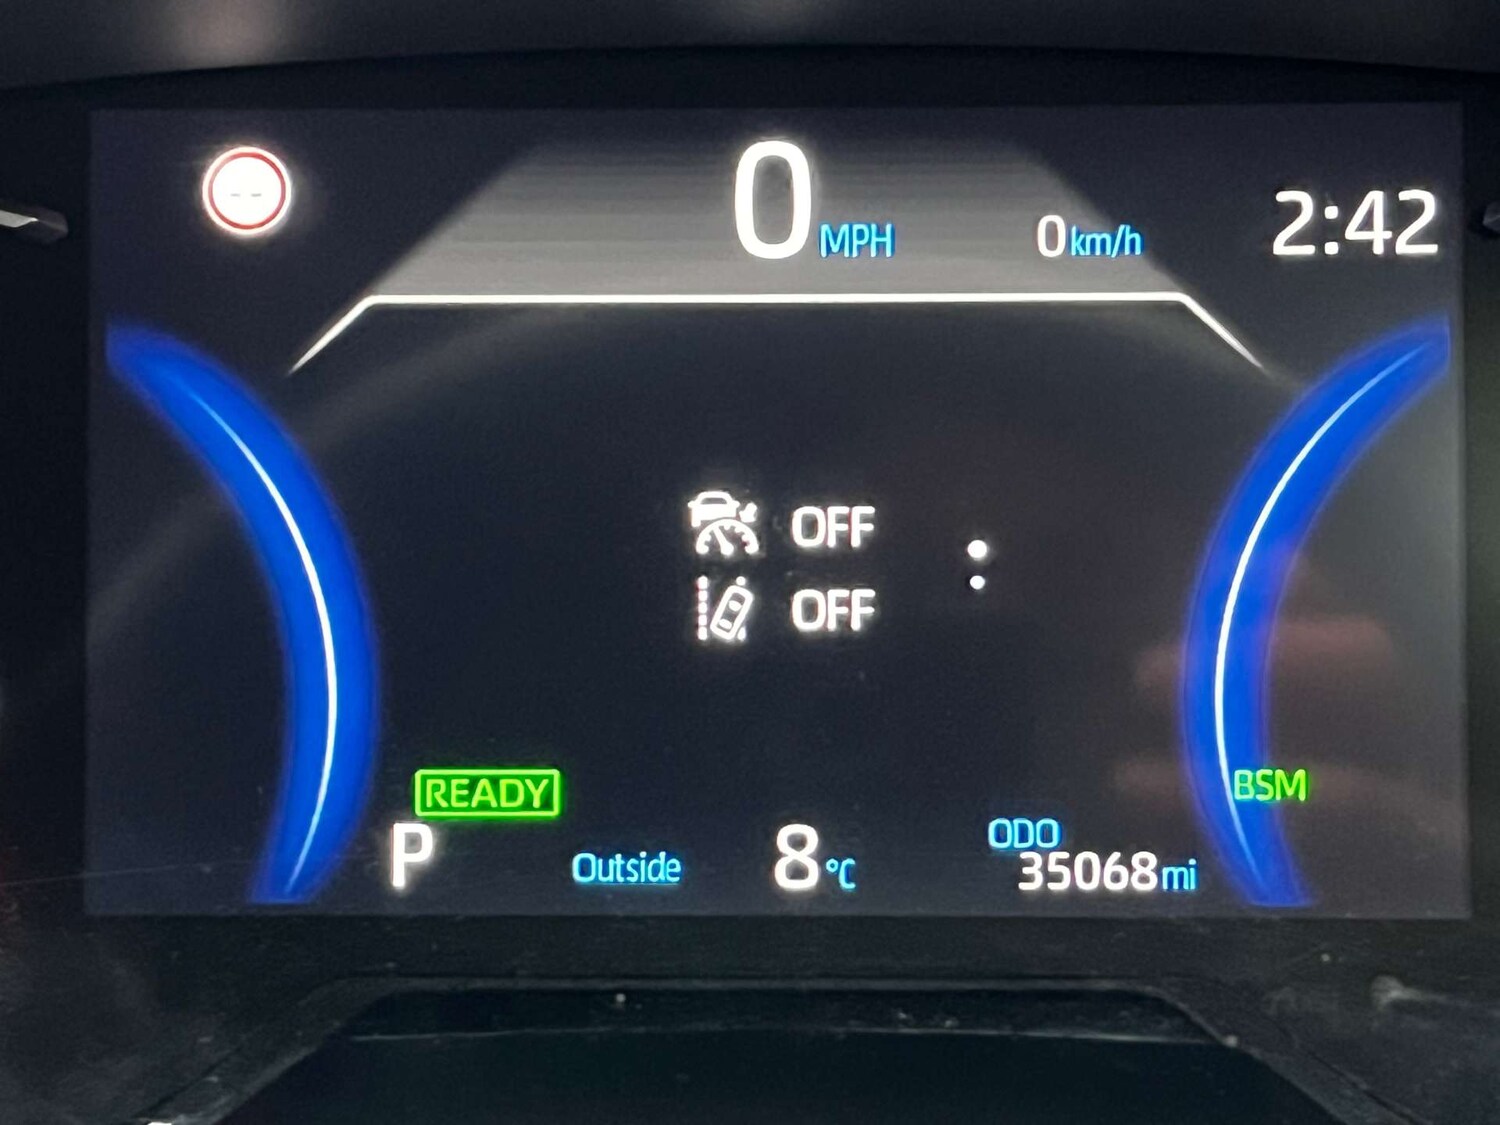 --
0 MPH
0 km/h
2:42
OFF
OFF
READY
BSM
P
Outside
8 °C
ODO
35068 mi